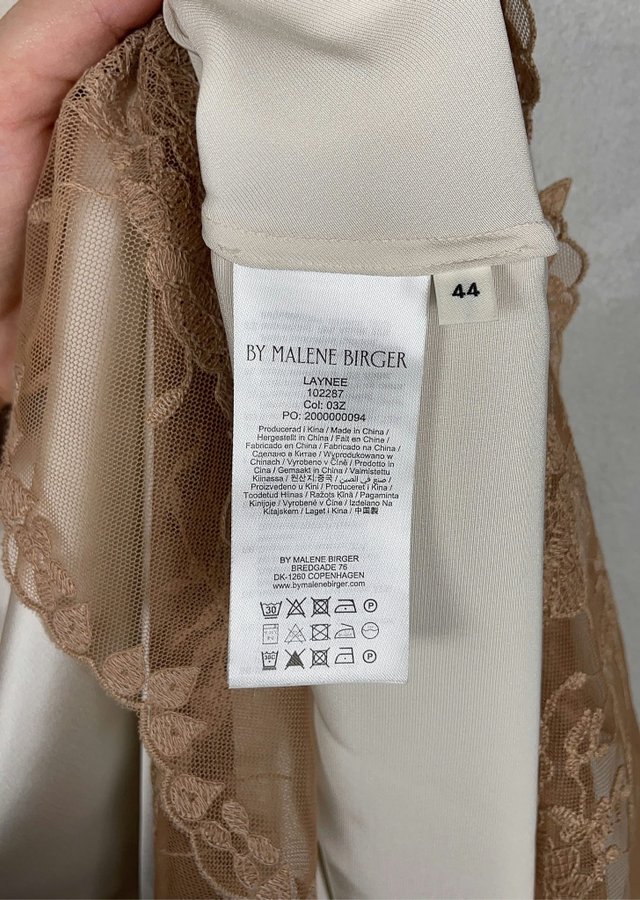 44
BY MALENE BIRGER
LAYNEE
102287
Col: 03Z
PO: 2000000094
Producerad i Kina / Made in China /
Hergestellt in China / Fait en Chine /
Fabricado en China / Fabricado na China /
Сделано в Китае / Wyprodukowano w
Chinach / Vyrobeno v Číně / Prodotto in
Cina / Gemaakt in China / Valmistettu
Kiinassa / 원산지:중국 / صنع في الصين /
Proizvedeno u Kini / Produceret i Kina /
Toodetud Hiinas / Ražots Ķīnā / Pagaminta
Kinijoje / Vyrobené v Číne / Izdelano Na
Kitajskem / Laget i Kina / 中国製
BY MALENE BIRGER
BREDGADE 76
DK-1260 COPENHAGEN
www.bymalenebirger.com
30 P
30C P